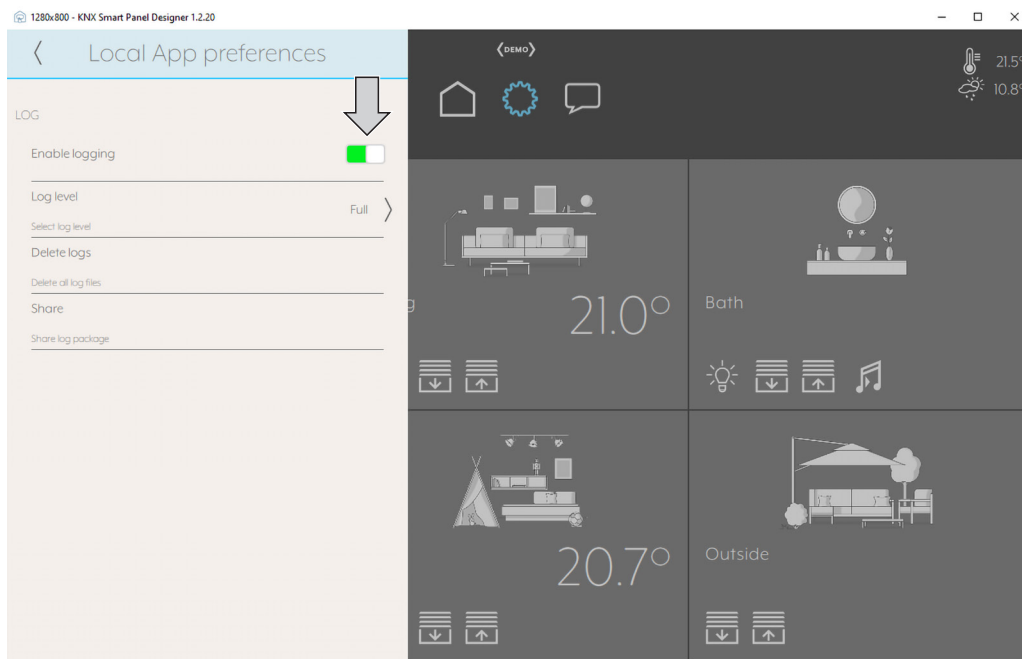 1280x800 - KNX Smart Panel Designer 1.2.20
Local App preferences
‹DEMO›
21.5°
10.8°
LOG
Enable logging
Log level
Full
Select log level
Delete logs
Delete all log files
Share
Share log package
g
21.0°
Bath
20.7°
Outside